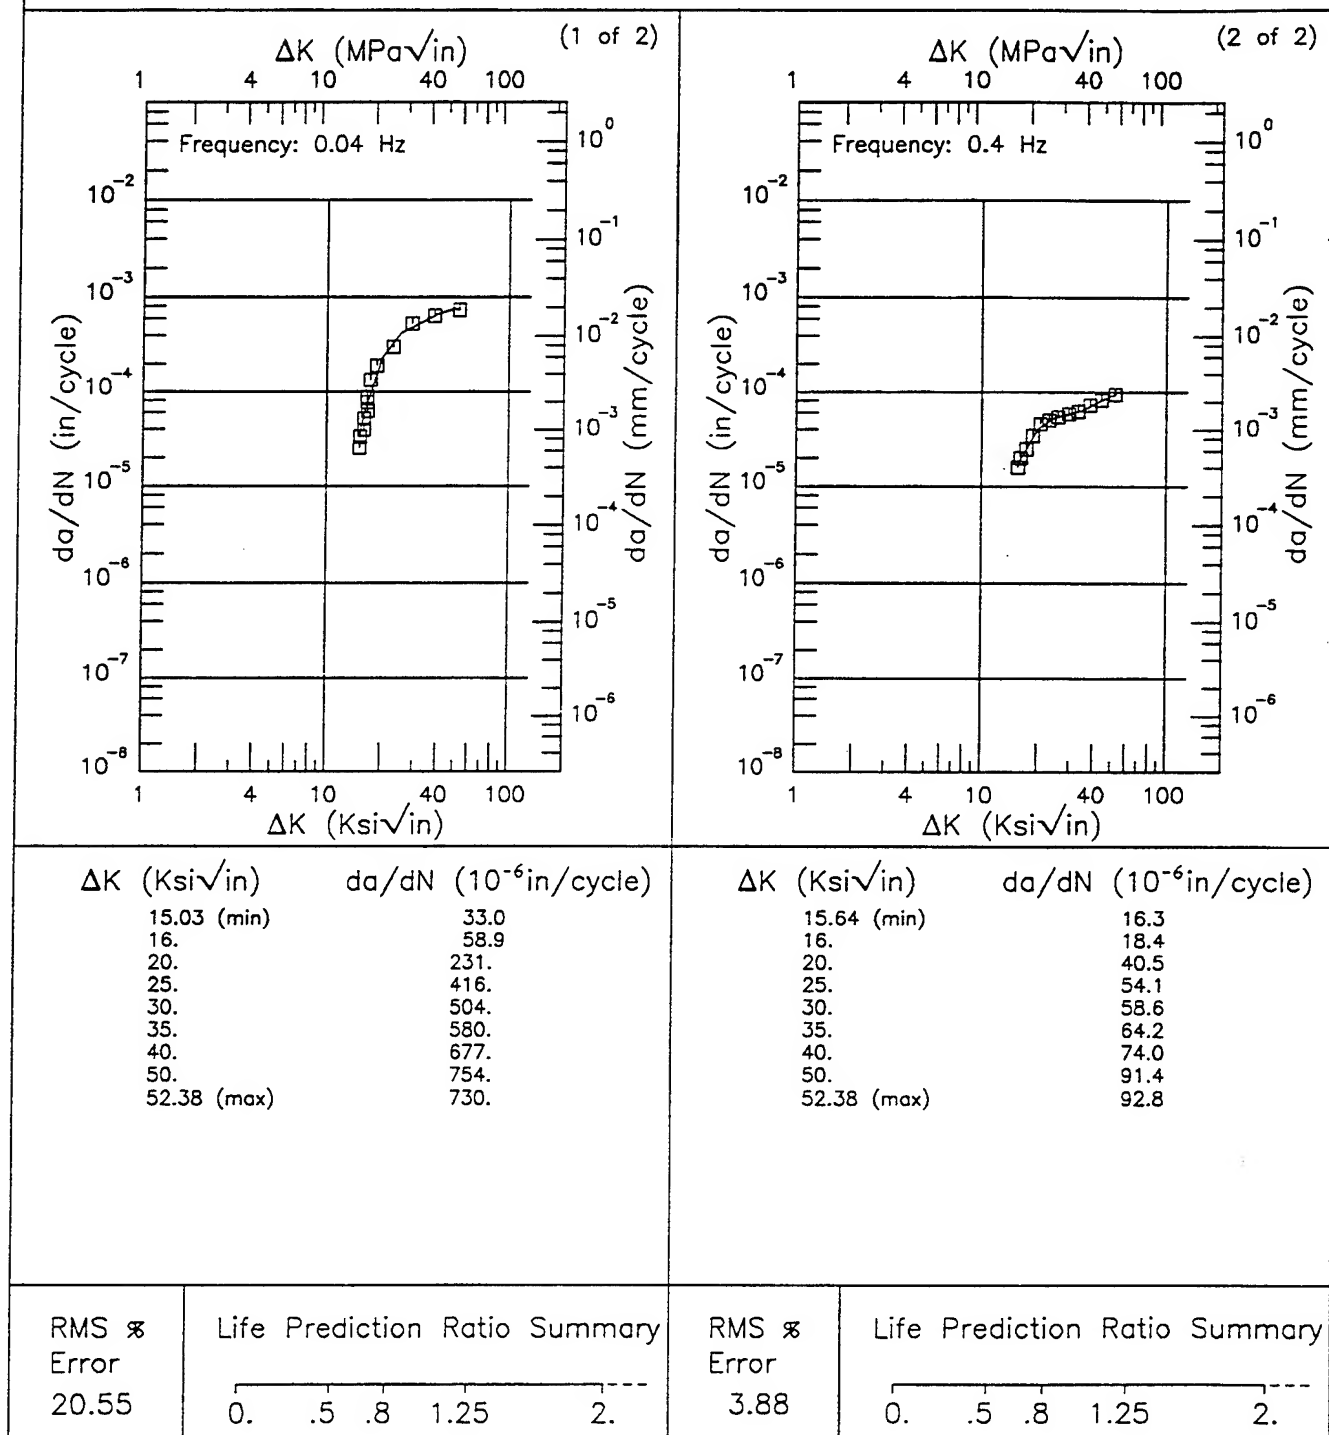 (1 of 2)
ΔK (MPa√in)
1 4 10 40 100
Frequency: 0.04 Hz
10⁻²
10⁻³
10⁻⁴
10⁻⁵
10⁻⁶
10⁻⁷
10⁻⁸
da/dN (in/cycle)
10⁰
10⁻¹
10⁻²
10⁻³
10⁻⁴
10⁻⁵
10⁻⁶
da/dN (mm/cycle)
1 4 10 40 100
ΔK (Ksi√in)
(2 of 2)
ΔK (MPa√in)
1 4 10 40 100
Frequency: 0.4 Hz
10⁻²
10⁻³
10⁻⁴
10⁻⁵
10⁻⁶
10⁻⁷
10⁻⁸
da/dN (in/cycle)
10⁰
10⁻¹
10⁻²
10⁻³
10⁻⁴
10⁻⁵
10⁻⁶
da/dN (mm/cycle)
1 4 10 40 100
ΔK (Ksi√in)
ΔK (Ksi√in) da/dN (10⁻⁶in/cycle)
15.03 (min) 33.0
16. 58.9
20. 231.
25. 416.
30. 504.
35. 580.
40. 677.
50. 754.
52.38 (max) 730.
ΔK (Ksi√in) da/dN (10⁻⁶in/cycle)
15.64 (min) 16.3
16. 18.4
20. 40.5
25. 54.1
30. 58.6
35. 64.2
40. 74.0
50. 91.4
52.38 (max) 92.8
RMS %
Error
20.55
Life Prediction Ratio Summary
0. .5 .8 1.25 2.
RMS %
Error
3.88
Life Prediction Ratio Summary
0. .5 .8 1.25 2.